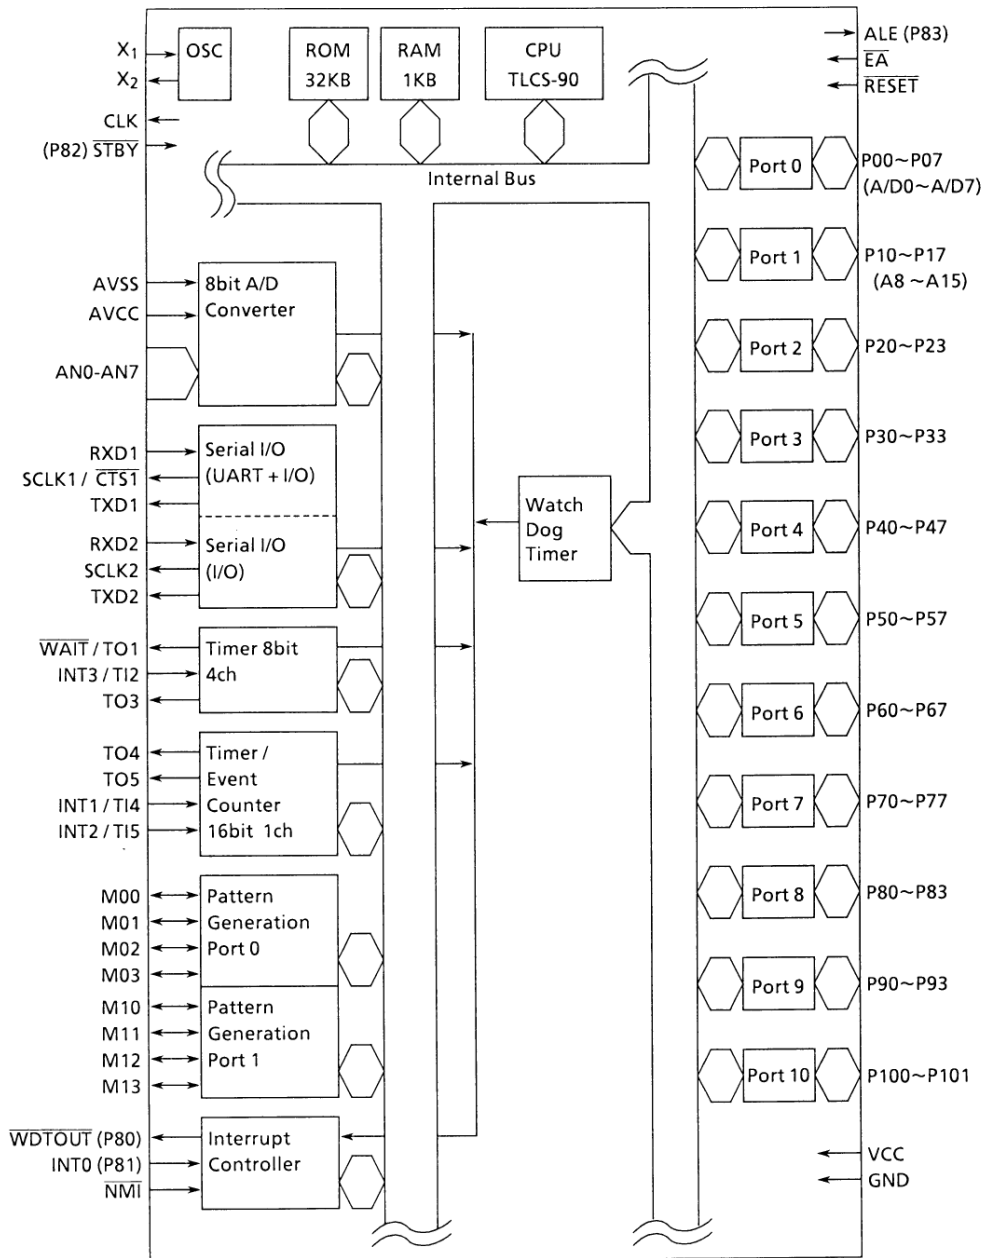 X1
X2
CLK
(P82) STBY
OSC
ROM
32KB
RAM
1KB
CPU
TLCS-90
Internal Bus
ALE (P83)
EA
RESET
AVSS
AVCC
AN0-AN7
8bit A/D
Converter
RXD1
SCLK1 / CTS1
TXD1
Serial I/O
(UART + I/O)
RXD2
SCLK2
TXD2
Serial I/O
(I/O)
WAIT / TO1
INT3 / TI2
TO3
Timer 8bit
4ch
TO4
TO5
INT1 / TI4
INT2 / TI5
Timer /
Event
Counter
16bit 1ch
M00
M01
M02
M03
Pattern
Generation
Port 0
M10
M11
M12
M13
Pattern
Generation
Port 1
WDTOUT (P80)
INT0 (P81)
NMI
Interrupt
Controller
Watch
Dog
Timer
Port 0
P00~P07
(A/D0~A/D7)
Port 1
P10~P17
(A8 ~A15)
Port 2
P20~P23
Port 3
P30~P33
Port 4
P40~P47
Port 5
P50~P57
Port 6
P60~P67
Port 7
P70~P77
Port 8
P80~P83
Port 9
P90~P93
Port 10
P100~P101
VCC
GND